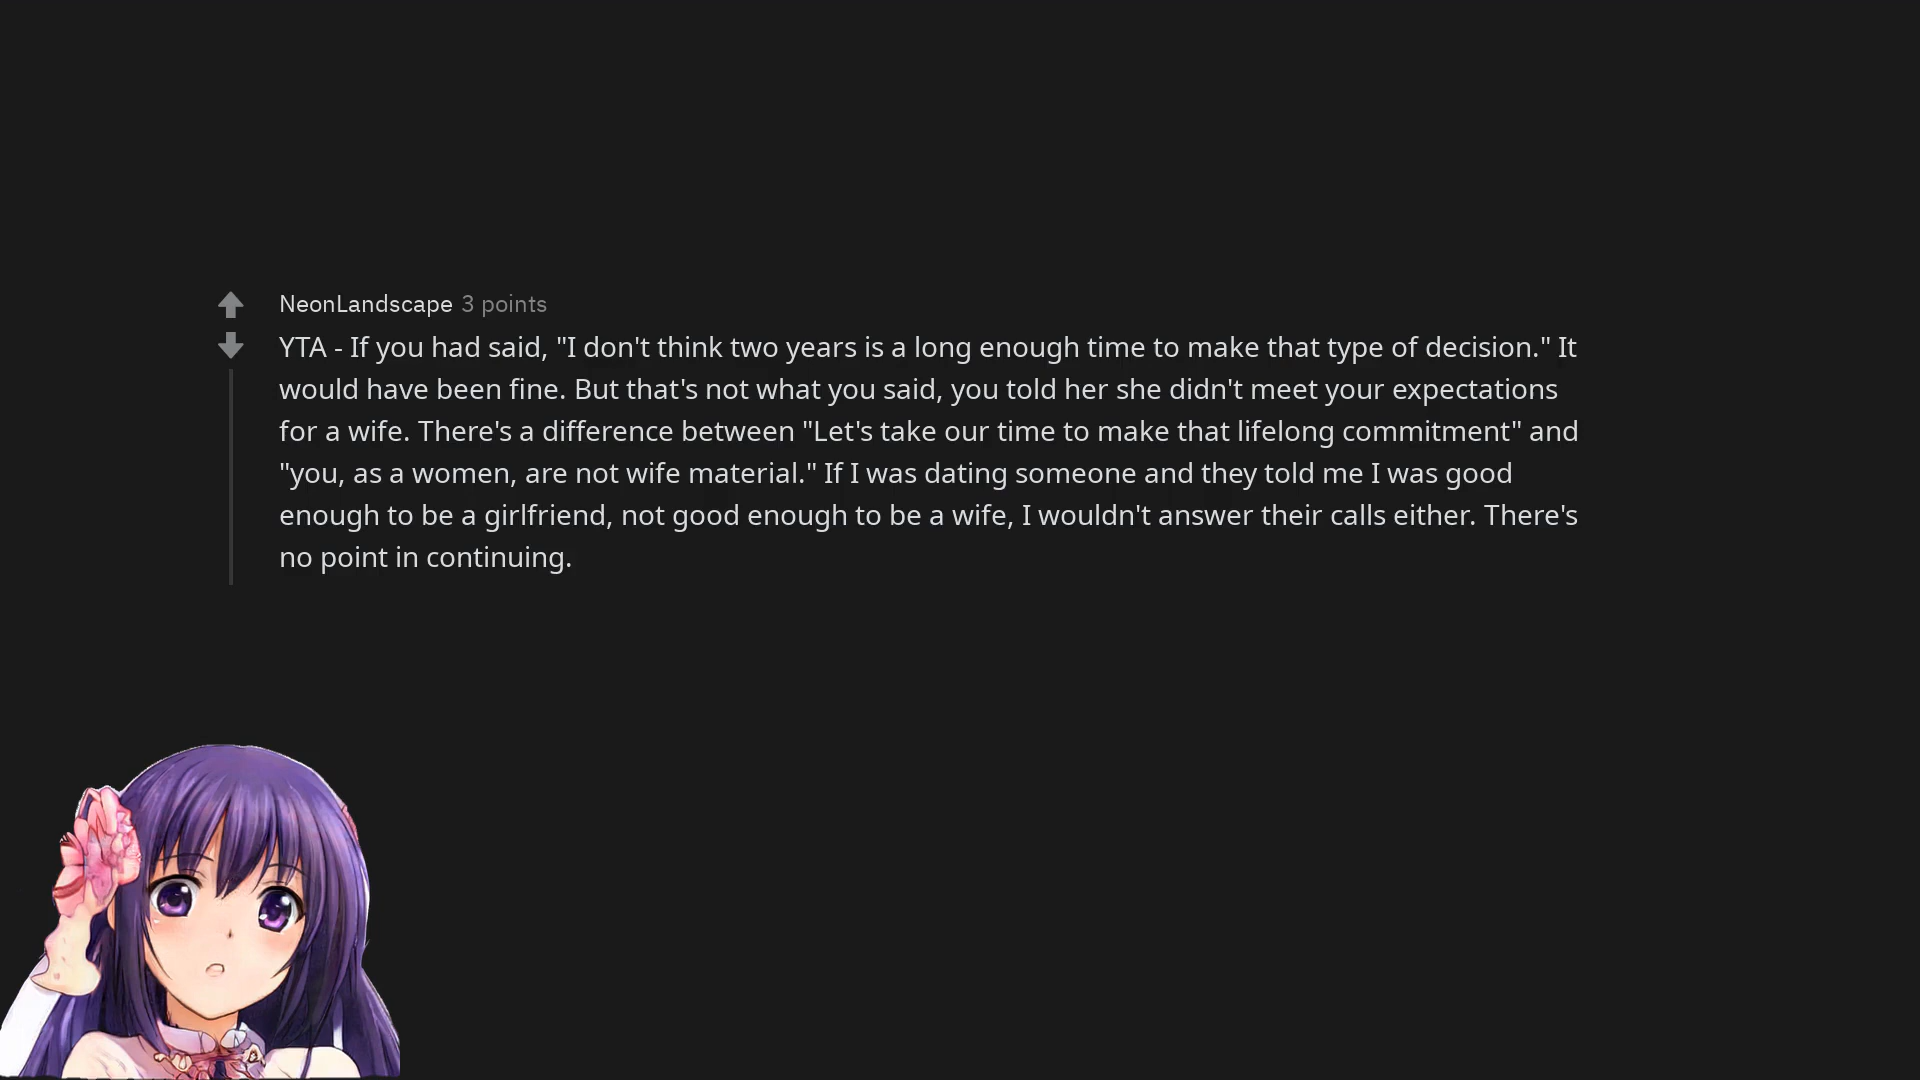 NeonLandscape 3 points
YTA - If you had said, "I don't think two years is a long enough time to make that type of decision." It
would have been fine. But that's not what you said, you told her she didn't meet your expectations
for a wife. There's a difference between "Let's take our time to make that lifelong commitment" and
"you, as a women, are not wife material." If I was dating someone and they told me I was good
enough to be a girlfriend, not good enough to be a wife, I wouldn't answer their calls either. There's
no point in continuing.